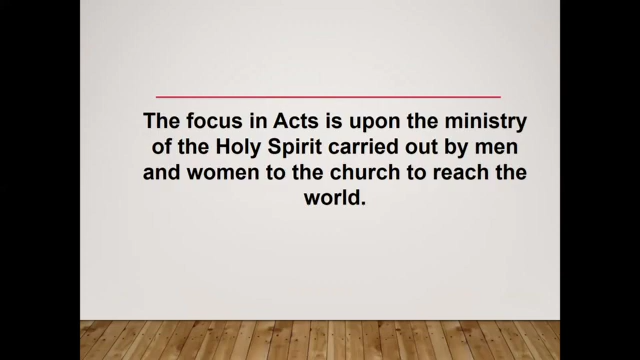 The focus in Acts is upon the ministry
of the Holy Spirit carried out by men
and women to the church to reach the
world.